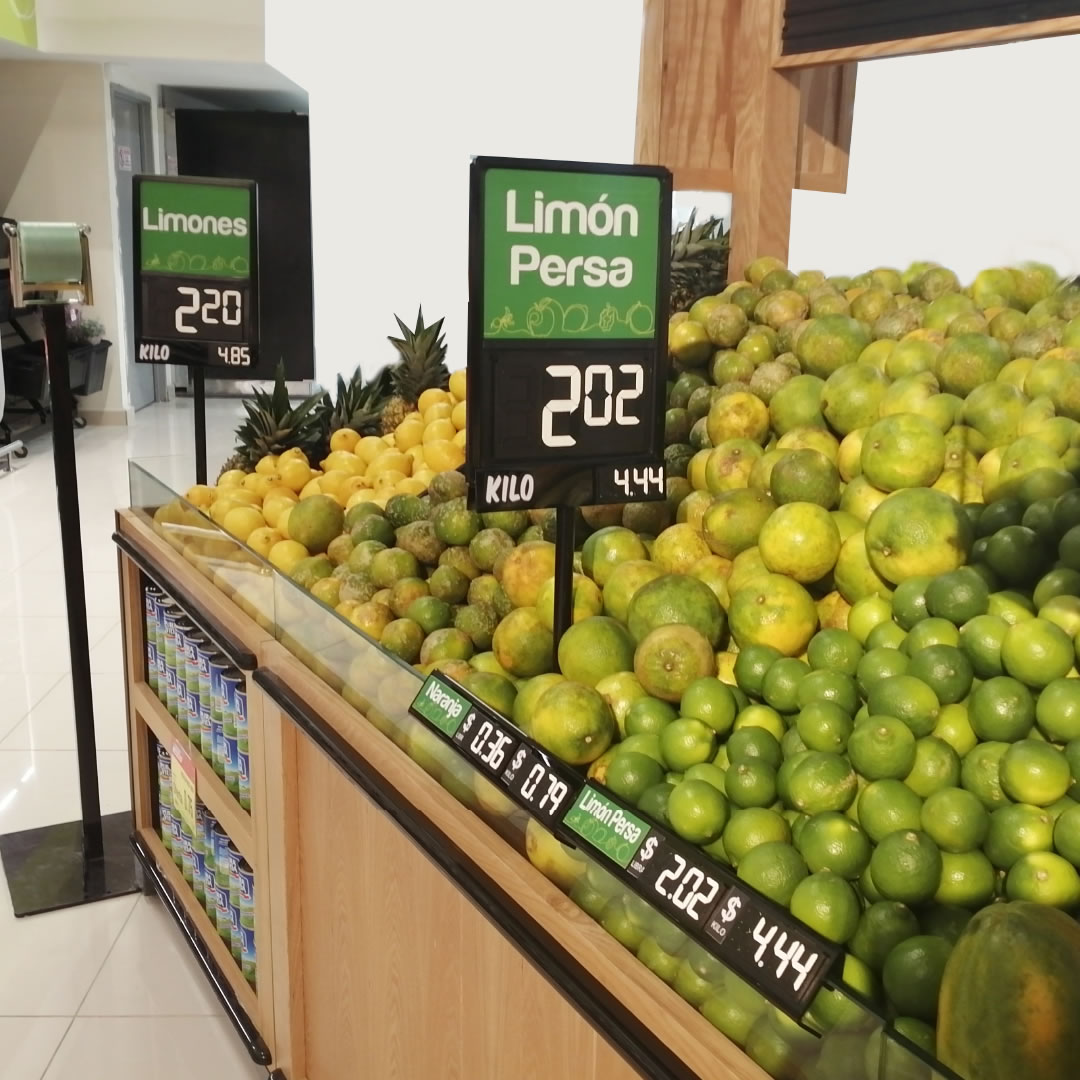 Limones
220
KILO 4.85
Limón
Persa
202
KILO 4.44
Naranja $ 0.36 $ KILO 0.79
Limón Persa $ LIBRA 2.02 $ KILO 4.44